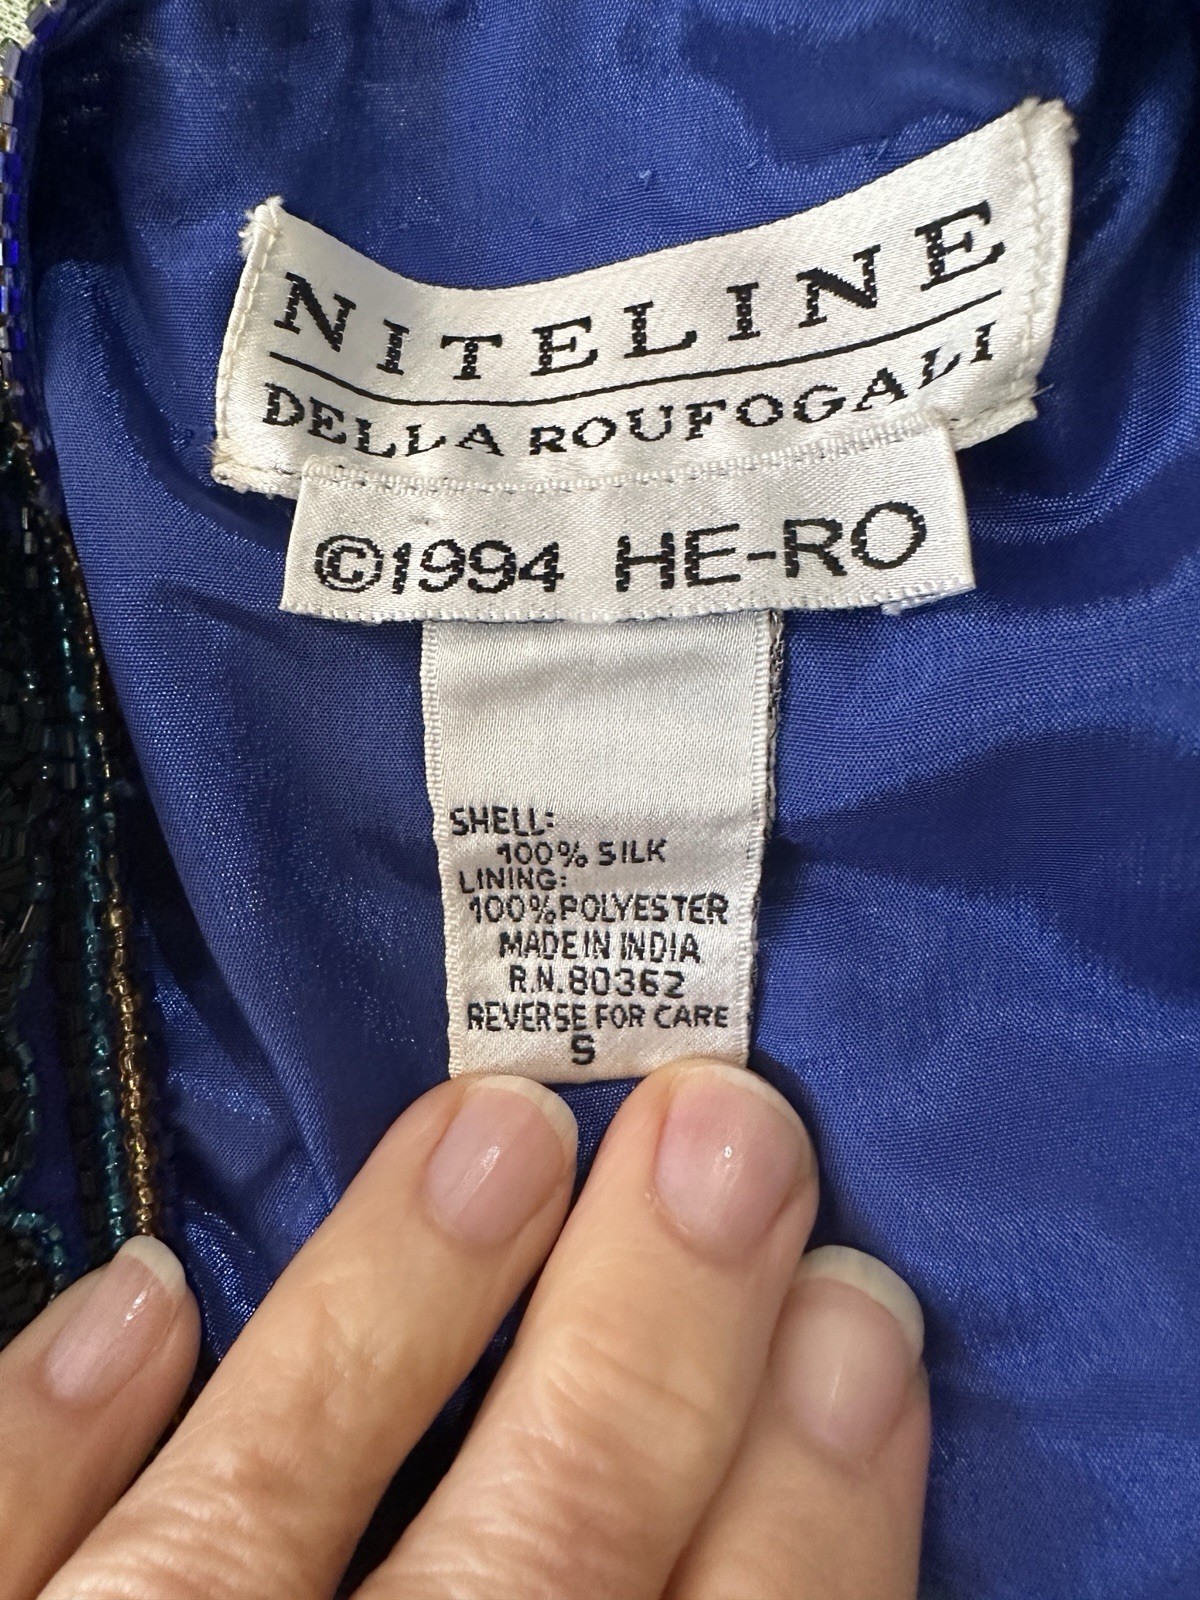 NITELINE
DELLA ROUFOGALI
©1994 HE-RO
SHELL:
100% SILK
LINING:
100% POLYESTER
MADE IN INDIA
R.N. 80362
REVERSE FOR CARE
S